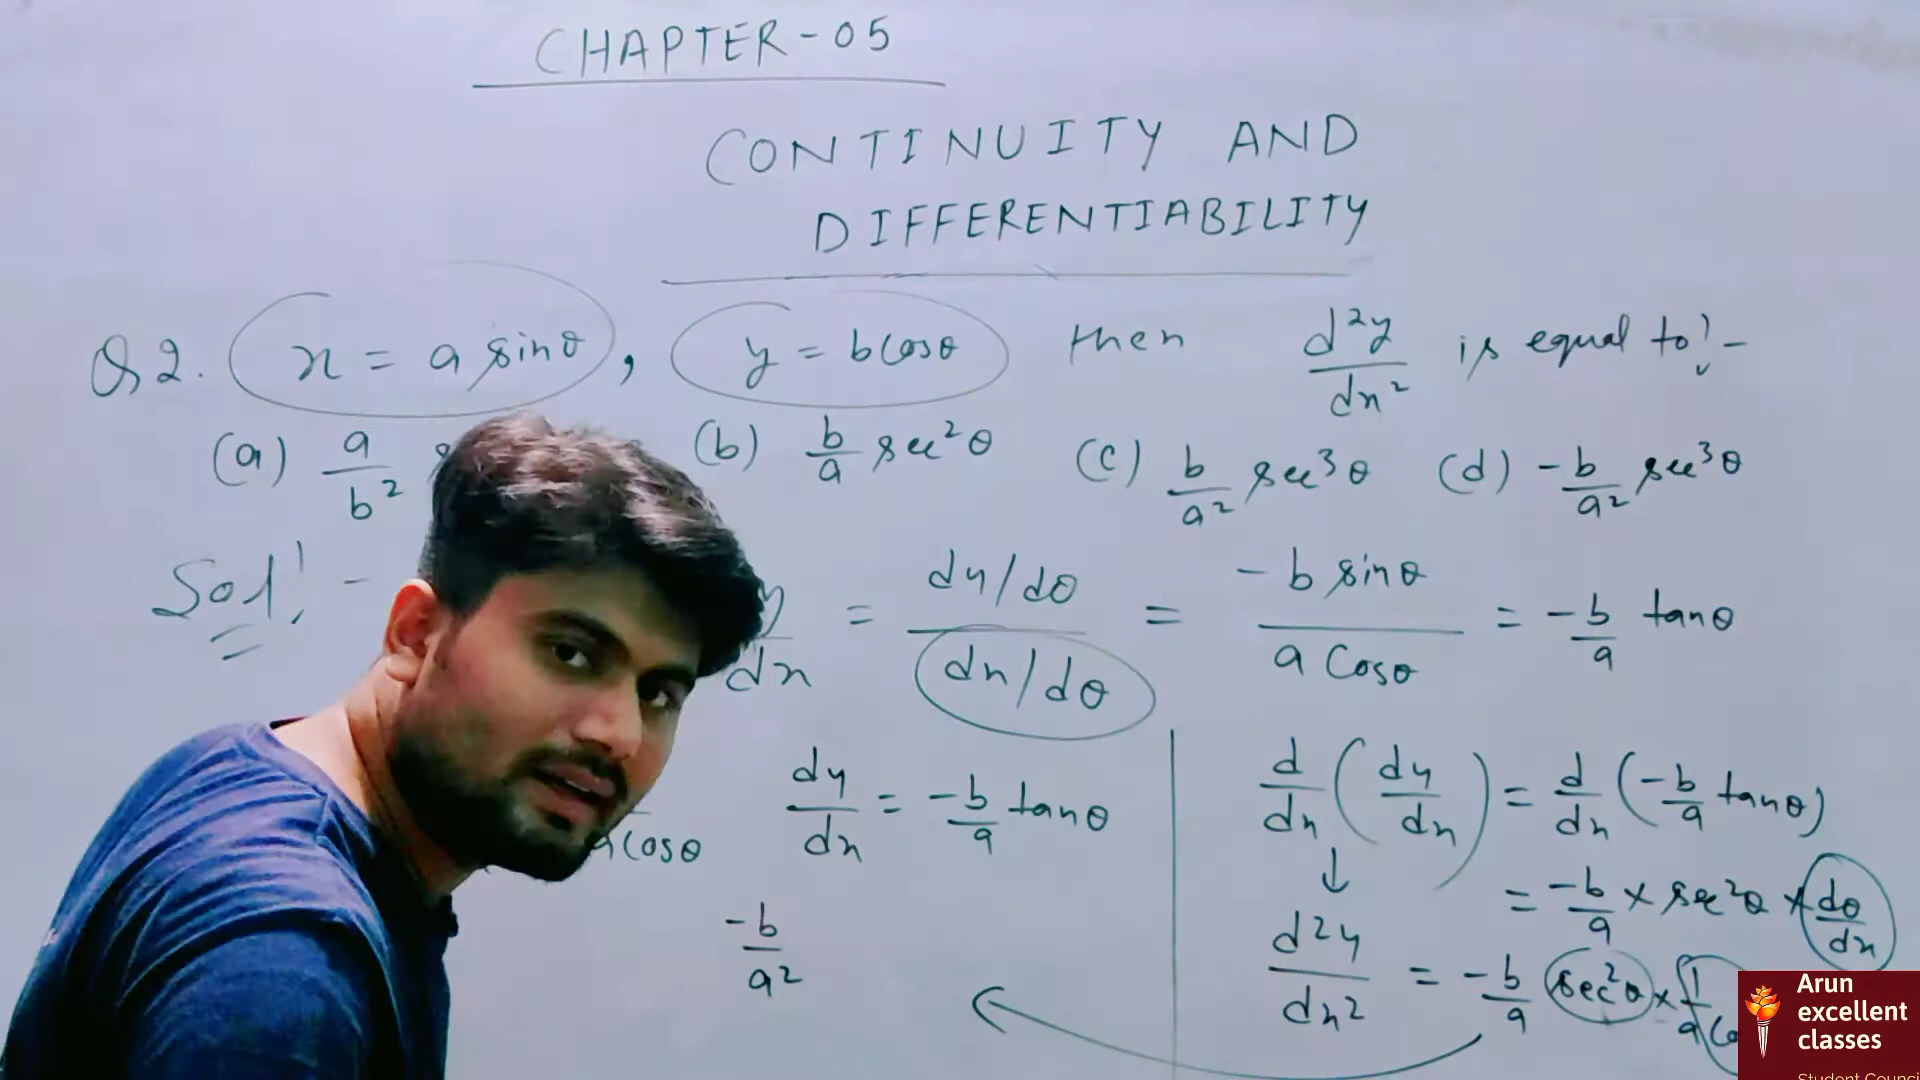 CHAPTER-05
CONTINUITY AND
DIFFERENTIABILITY
Q2. x = a sinθ, y = bcosθ then d²y/dx² is equal to!-
(a) a/b² (b) b/a sec²θ (c) b/a² sec³θ (d) -b/a² sec³θ
Sol!- y/dx = dy/dθ / dx/dθ = -b sinθ / a Cosθ = -b/a tanθ
dy/dx = -b/a tanθ
acosθ
-b/a²
d/dx (dy/dx) = d/dx (-b/a tanθ)
↓ = -b/a × sec²θ × dθ/dx
d²y/dx² = -b/a sec²θ × 1/a
Arun
excellent
classes